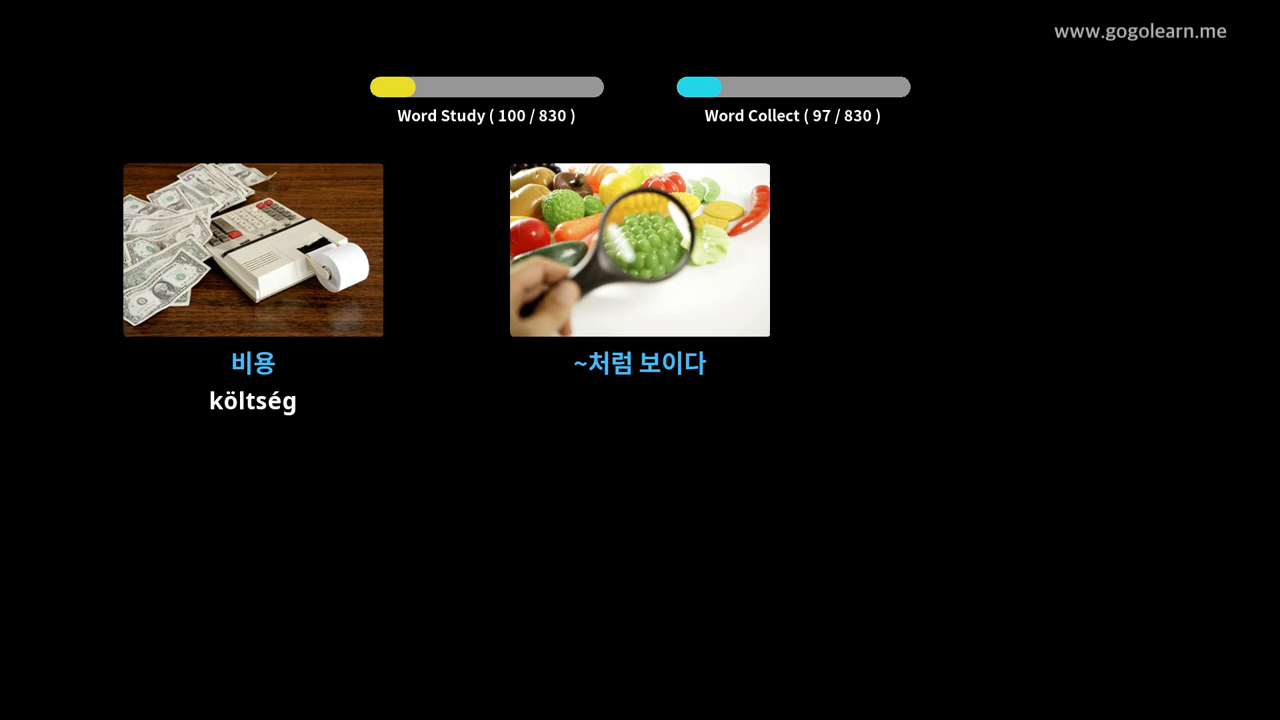 www.gogolearn.me
Word Study ( 100 / 830 )
Word Collect ( 97 / 830 )
비용
költség
~처럼 보이다